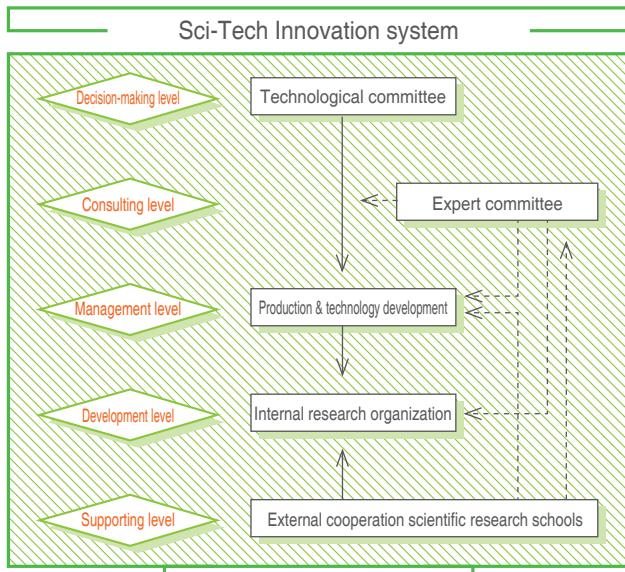 Sci-Tech Innovation system
Decision-making level
Technological committee
Consulting level
Expert committee
Management level
Production & technology development
Development level
Internal research organization
Supporting level
External cooperation scientific research schools